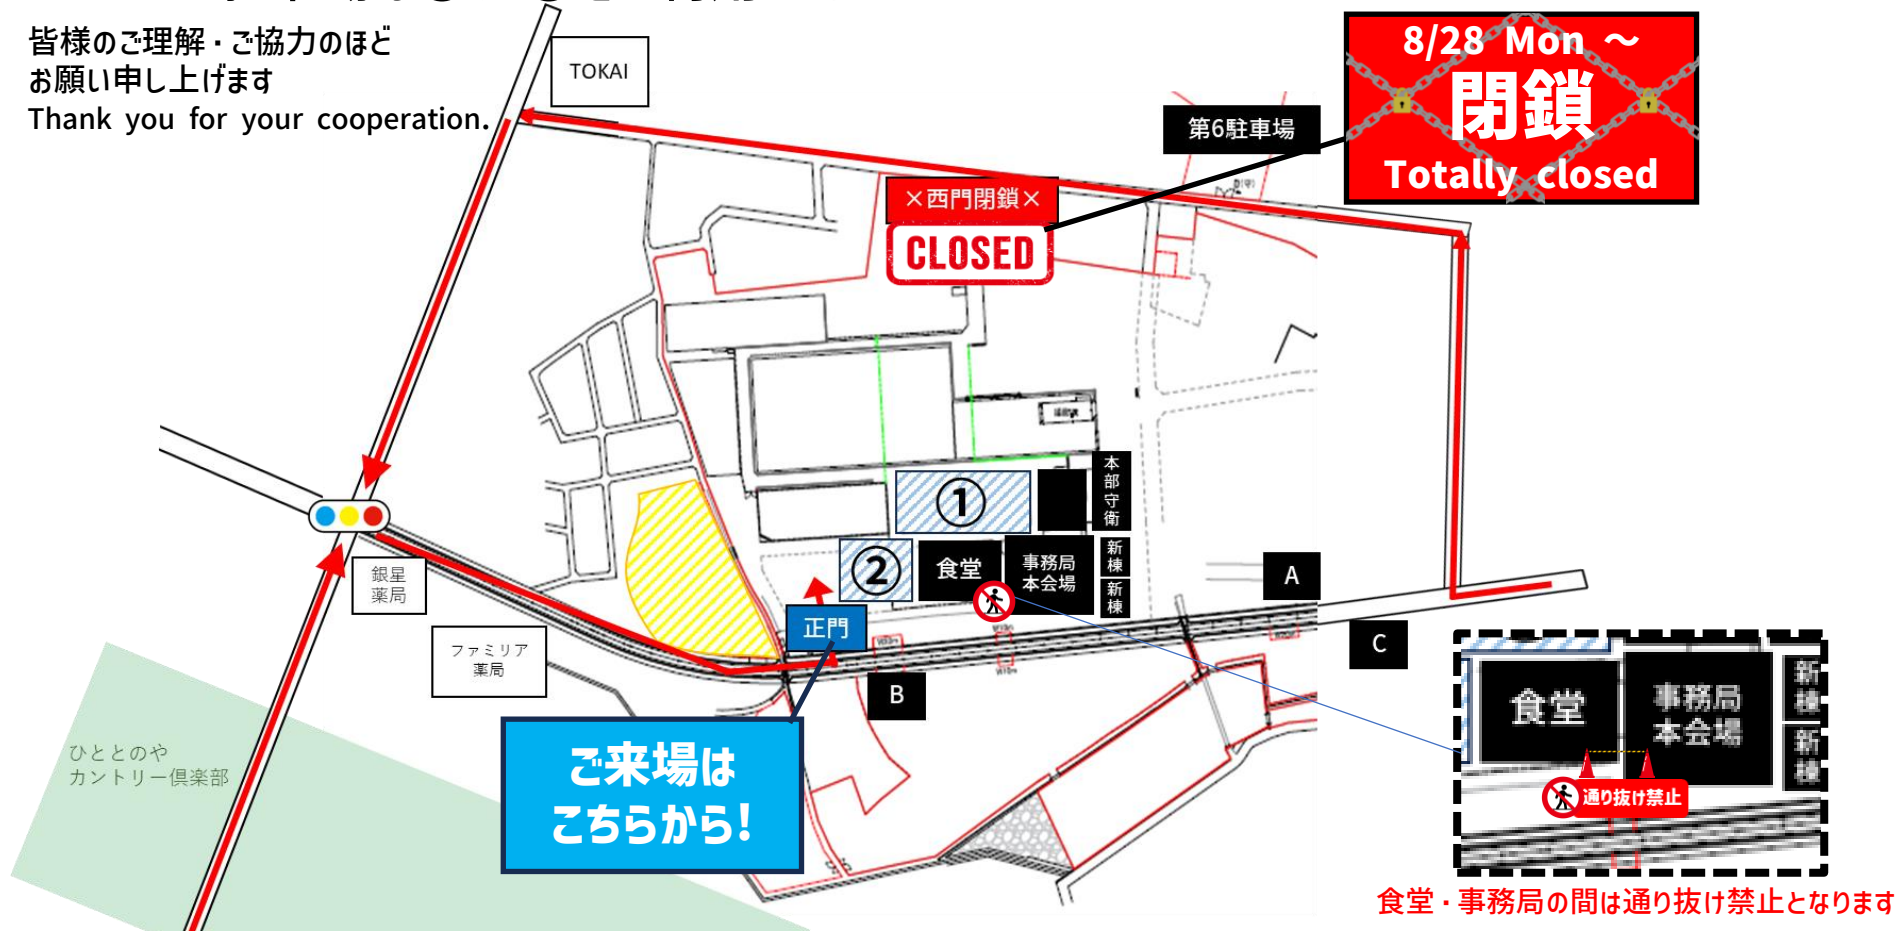 皆様のご理解・ご協力のほど
お願い申し上げます
Thank you for your cooperation.
TOKAI
8/28 Mon ～
閉鎖
Totally closed
第6駐車場
×西門閉鎖×
CLOSED
本部守衛
①
②
食堂
事務局
本会場
新棟
新棟
A
銀星
薬局
正門
ファミリア
薬局
B
C
ご来場は
こちらから!
ひととのや
カントリー倶楽部
食堂
事務局
本会場
新棟
新棟
通り抜け禁止
食堂・事務局の間は通り抜け禁止となります